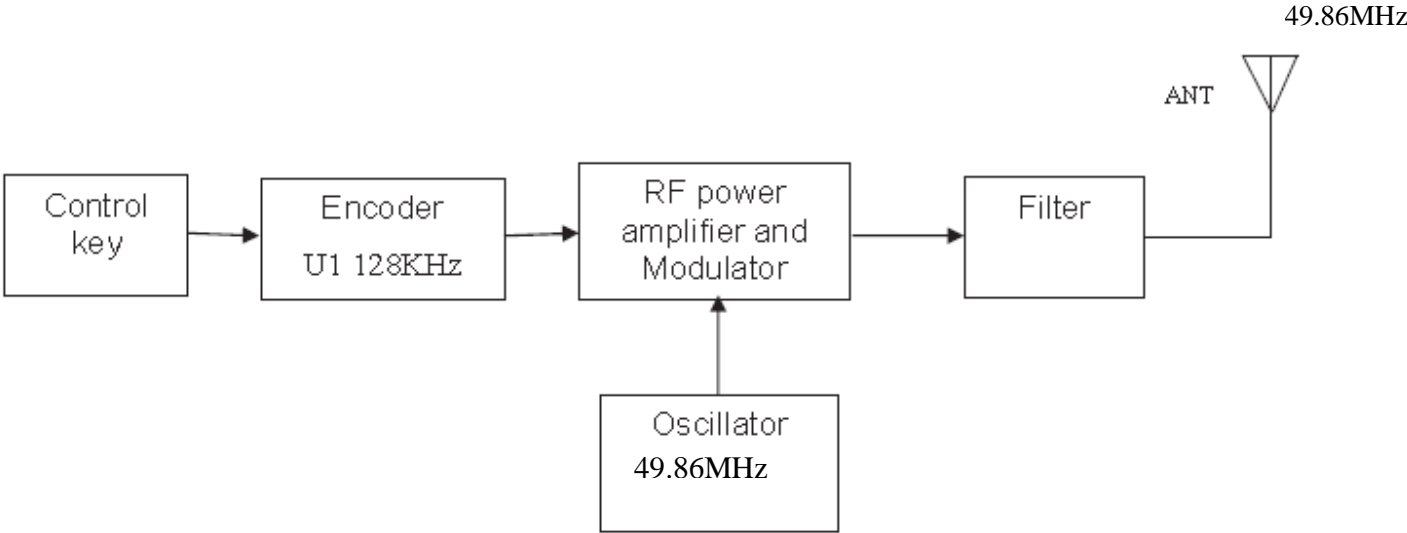 49.86MHz
ANT
Control
key
Encoder
U1 128KHz
RF power
amplifier and
Modulator
Filter
Oscillator
49.86MHz